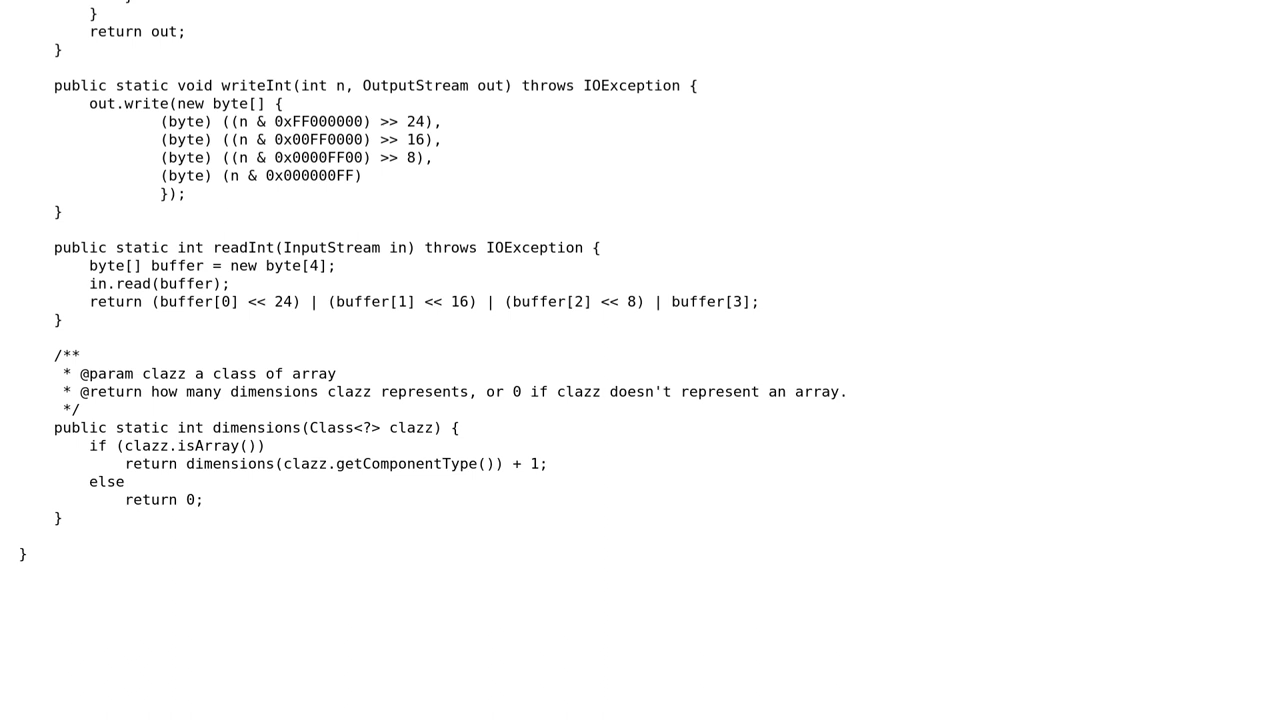 }
        return out;
    }

    public static void writeInt(int n, OutputStream out) throws IOException {
        out.write(new byte[] {
                (byte) ((n & 0xFF000000) >> 24),
                (byte) ((n & 0x00FF0000) >> 16),
                (byte) ((n & 0x0000FF00) >> 8),
                (byte) (n & 0x000000FF)
                });
    }

    public static int readInt(InputStream in) throws IOException {
        byte[] buffer = new byte[4];
        in.read(buffer);
        return (buffer[0] << 24) | (buffer[1] << 16) | (buffer[2] << 8) | buffer[3];
    }

    /**
     * @param clazz a class of array
     * @return how many dimensions clazz represents, or 0 if clazz doesn't represent an array.
     */
    public static int dimensions(Class<?> clazz) {
        if (clazz.isArray())
            return dimensions(clazz.getComponentType()) + 1;
        else
            return 0;
    }

}